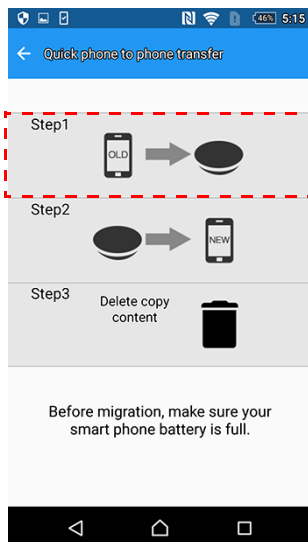 46% 5:15
Quick phone to phone transfer
Step1
OLD
Step2
NEW
Step3
Delete copy
content
Before migration, make sure your
smart phone battery is full.